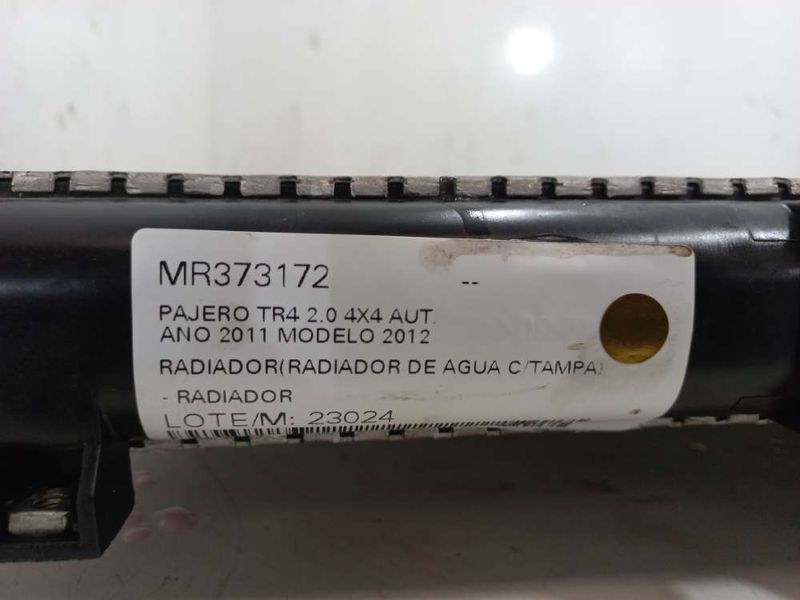 MR373172 --
PAJERO TR4 2.0 4X4 AUT.
ANO 2011 MODELO 2012
RADIADOR(RADIADOR DE AGUA C/TAMPA)
- RADIADOR
LOTE/M: 23024